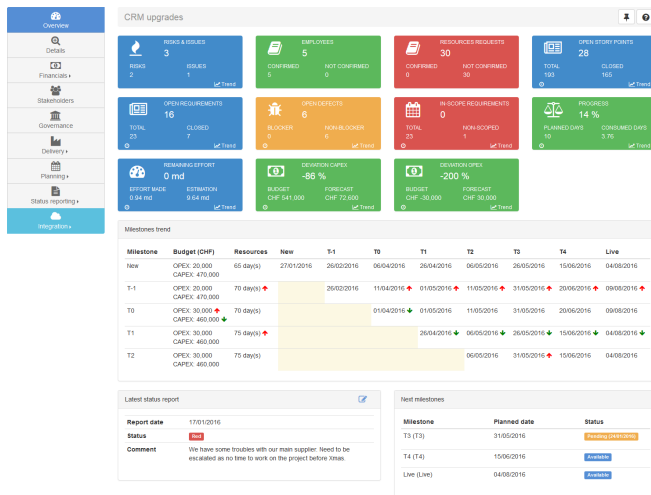 Overview
Details
Financials
Stakeholders
Governance
Delivery
Planning
Status reporting
Integration
CRM upgrades
RISKS & ISSUES
3
RISKS ISSUES
2 1
Trend
EMPLOYEES
5
CONFIRMED NOT CONFIRMED
5 0
RESOURCES REQUESTS
30
CONFIRMED NOT CONFIRMED
0 30
OPEN STORY POINTS
28
TOTAL CLOSED
193 165
Trend
OPEN REQUIREMENTS
16
TOTAL CLOSED
23 7
Trend
OPEN DEFECTS
6
BLOCKER NON-BLOCKER
0 6
Trend
IN-SCOPE REQUIREMENTS
0
TOTAL NON-SCOPED
23 1
Trend
PROGRESS
14 %
PLANNED DAYS CONSUMED DAYS
10 3.76
Trend
REMAINING EFFORT
0 md
EFFORT MADE ESTIMATION
0.94 md 9.64 md
Trend
DEVIATION CAPEX
-86 %
BUDGET FORECAST
CHF 541,000 CHF 72,600
Trend
DEVIATION OPEX
-200 %
BUDGET FORECAST
CHF -30,000 CHF 30,000
Trend
Milestones trend
Milestone Budget (CHF) Resources New T-1 T0 T1 T2 T3 T4 Live
New OPEX: 20,000 65 day(s) 27/01/2016 26/02/2016 06/04/2016 26/04/2016 06/05/2016 26/05/2016 15/06/2016 04/08/2016
CAPEX: 470,000
T-1 OPEX: 20,000 70 day(s) 26/02/2016 11/04/2016 01/05/2016 11/05/2016 31/05/2016 20/06/2016 09/08/2016
CAPEX: 470,000
T0 OPEX: 30,000 70 day(s) 01/04/2016 01/05/2016 11/05/2016 31/05/2016 20/06/2016 09/08/2016
CAPEX: 460,000
T1 OPEX: 30,000 75 day(s) 26/04/2016 06/05/2016 26/05/2016 15/06/2016 04/08/2016
CAPEX: 460,000
T2 OPEX: 30,000 75 day(s) 06/05/2016 31/05/2016 15/06/2016 04/08/2016
CAPEX: 460,000
Latest status report
Report date 17/01/2016
Status Red
Comment We have some troubles with our main supplier. Need to be
escalated as no time to work on the project before Xmas.
Next milestones
Milestone Planned date Status
T3 (T3) 31/05/2016 Pending (24/01/2016)
T4 (T4) 15/06/2016 Available
Live (Live) 04/08/2016 Available